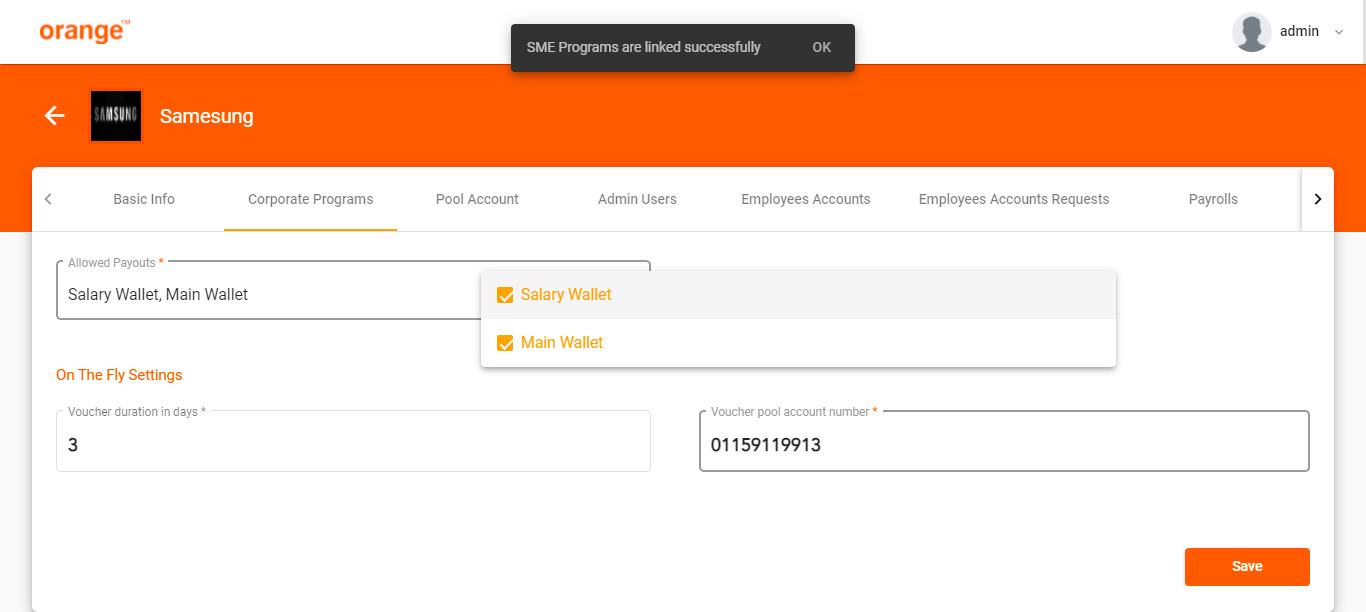 orange™
SME Programs are linked successfully OK
admin
SAMSUNG
Samesung
Basic Info Corporate Programs Pool Account Admin Users Employees Accounts Employees Accounts Requests Payrolls
Allowed Payouts *
Salary Wallet, Main Wallet
Salary Wallet
Main Wallet
On The Fly Settings
Voucher duration in days * Voucher pool account number *
3 01159119913
Save